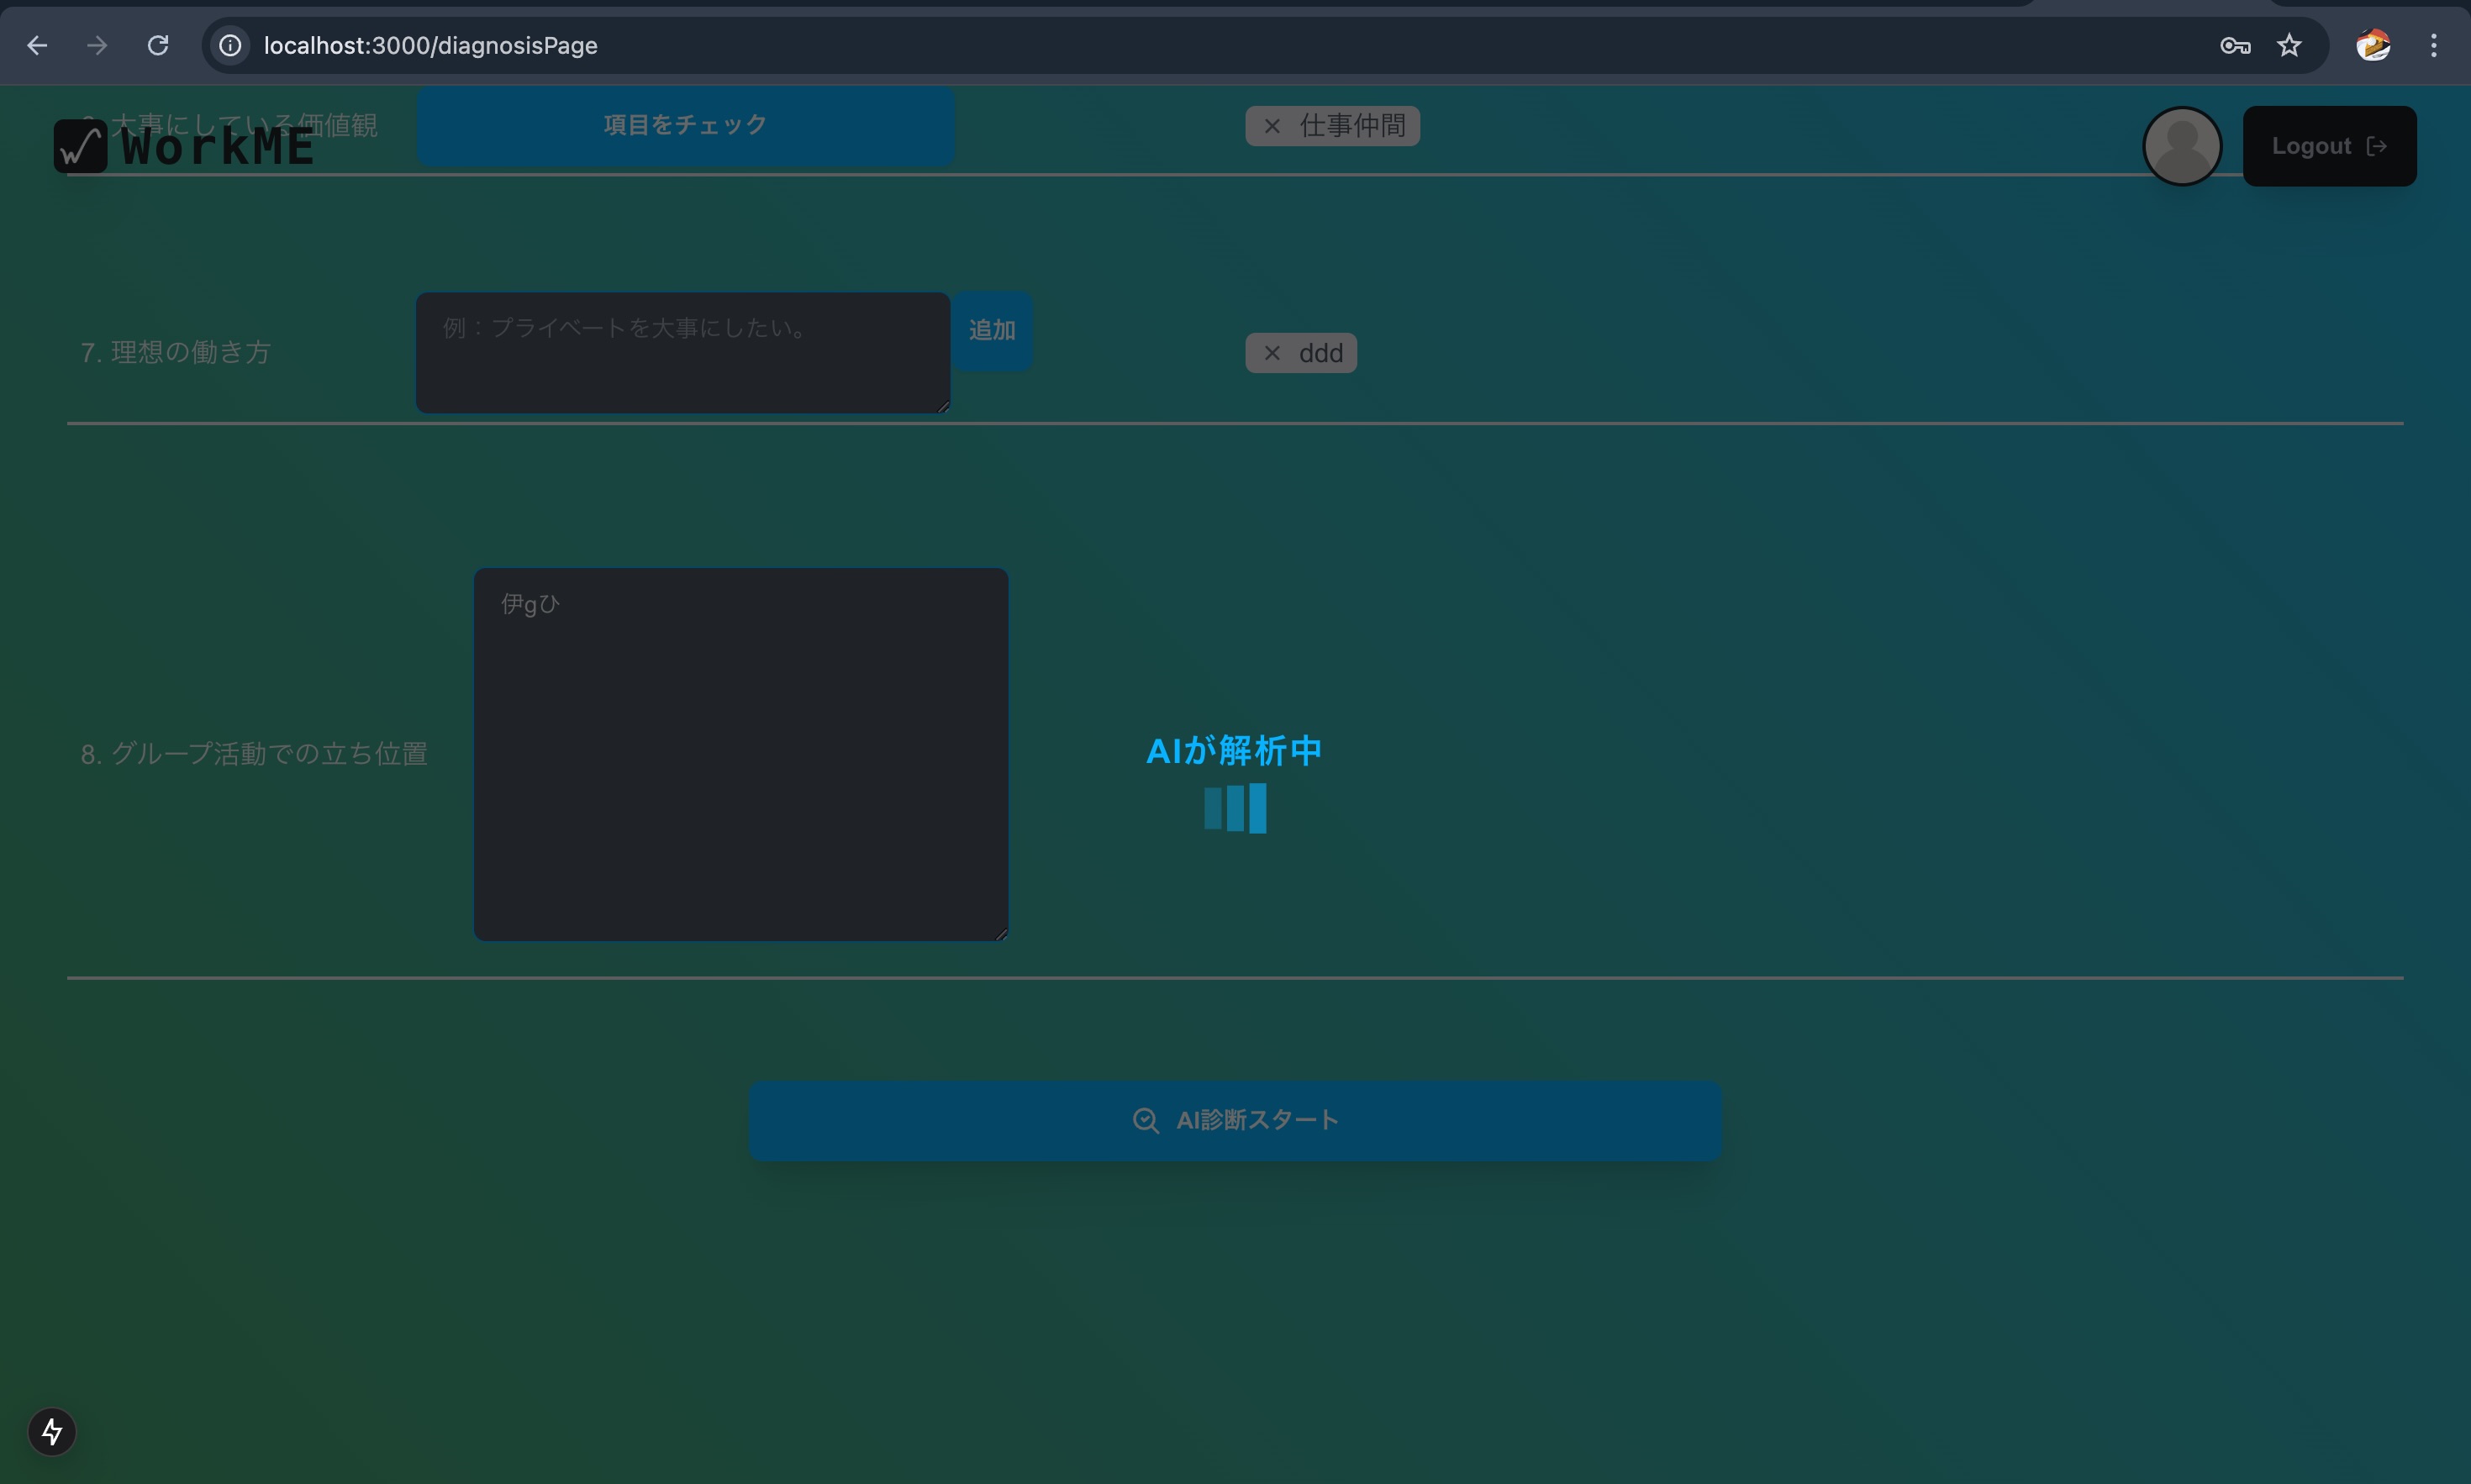 localhost:3000/diagnosisPage
6. 大事にしている価値観
項目をチェック
× 仕事仲間
WorkME
Logout
7. 理想の働き方
例：プライベートを大事にしたい。
追加
× ddd
8. グループ活動での立ち位置
伊gひ
AIが解析中
AI診断スタート